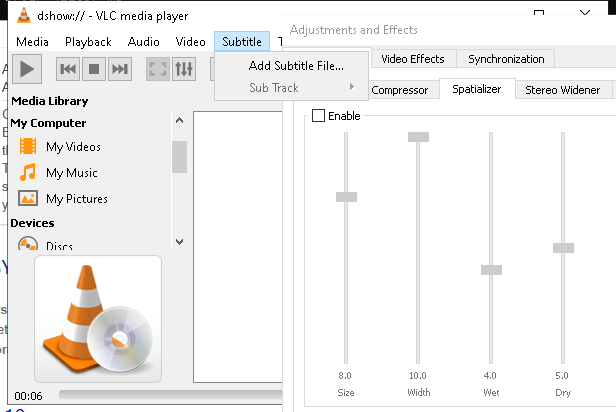 dshow:// - VLC media player
Adjustments and Effects
Media Playback Audio Video Subtitle
Add Subtitle File...
Sub Track
Video Effects Synchronization
Compressor Spatializer Stereo Widener
Enable
Media Library
My Computer
My Videos
My Music
My Pictures
Devices
Discs
8.0 10.0 4.0 5.0
Size Width Wet Dry
00:06